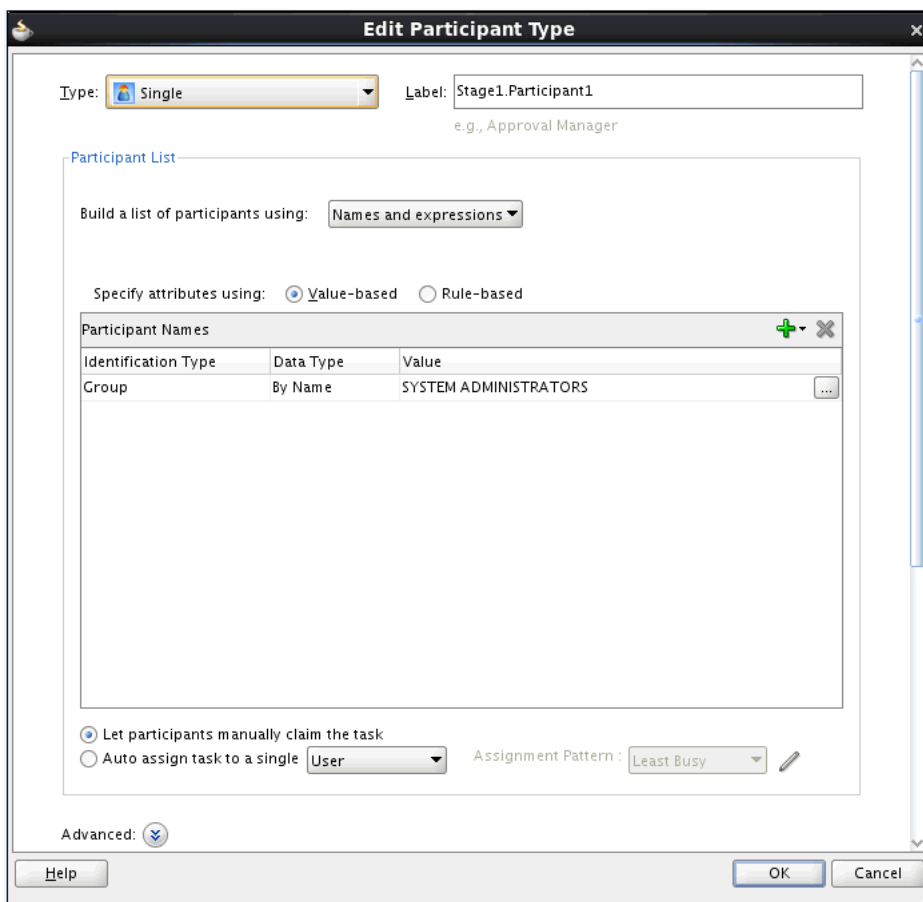 Edit Participant Type
Type: Single Label: Stage1.Participant1
e.g., Approval Manager
Participant List
Build a list of participants using: Names and expressions
Specify attributes using: Value-based Rule-based
Participant Names
Identification Type Data Type Value
Group By Name SYSTEM ADMINISTRATORS ...
Let participants manually claim the task
Auto assign task to a single User Assignment Pattern : Least Busy
Advanced:
Help OK Cancel